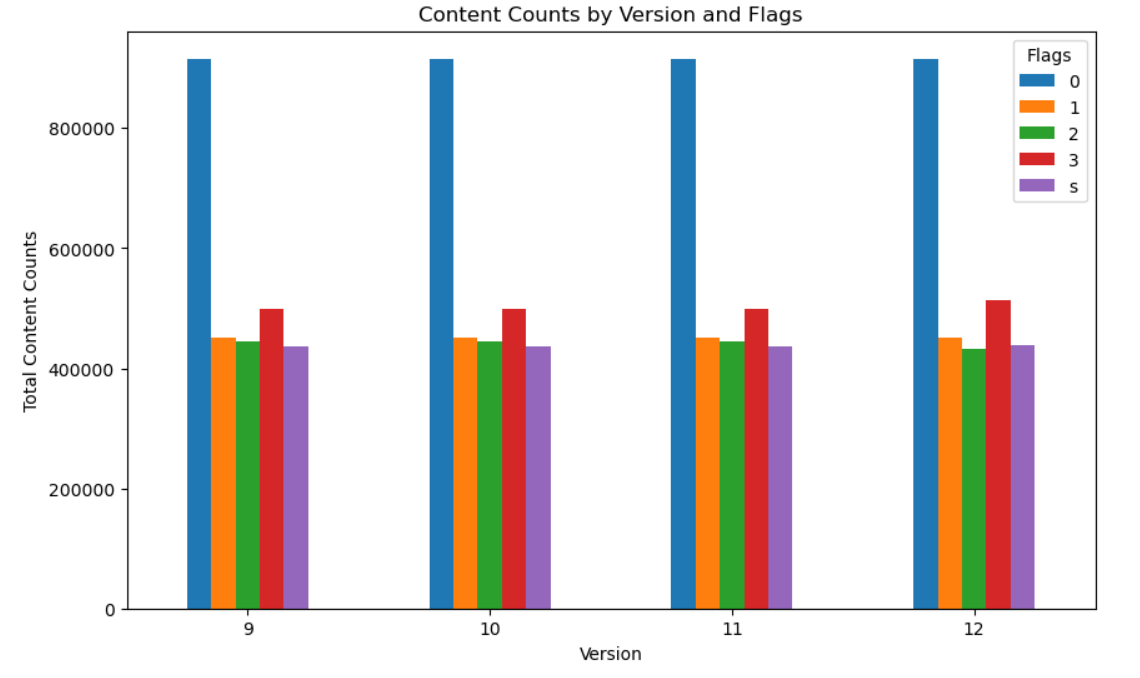 Content Counts by Version and Flags
Flags
0
1
2
3
s
Total Content Counts
800000
600000
400000
200000
0
9 10 11 12
Version